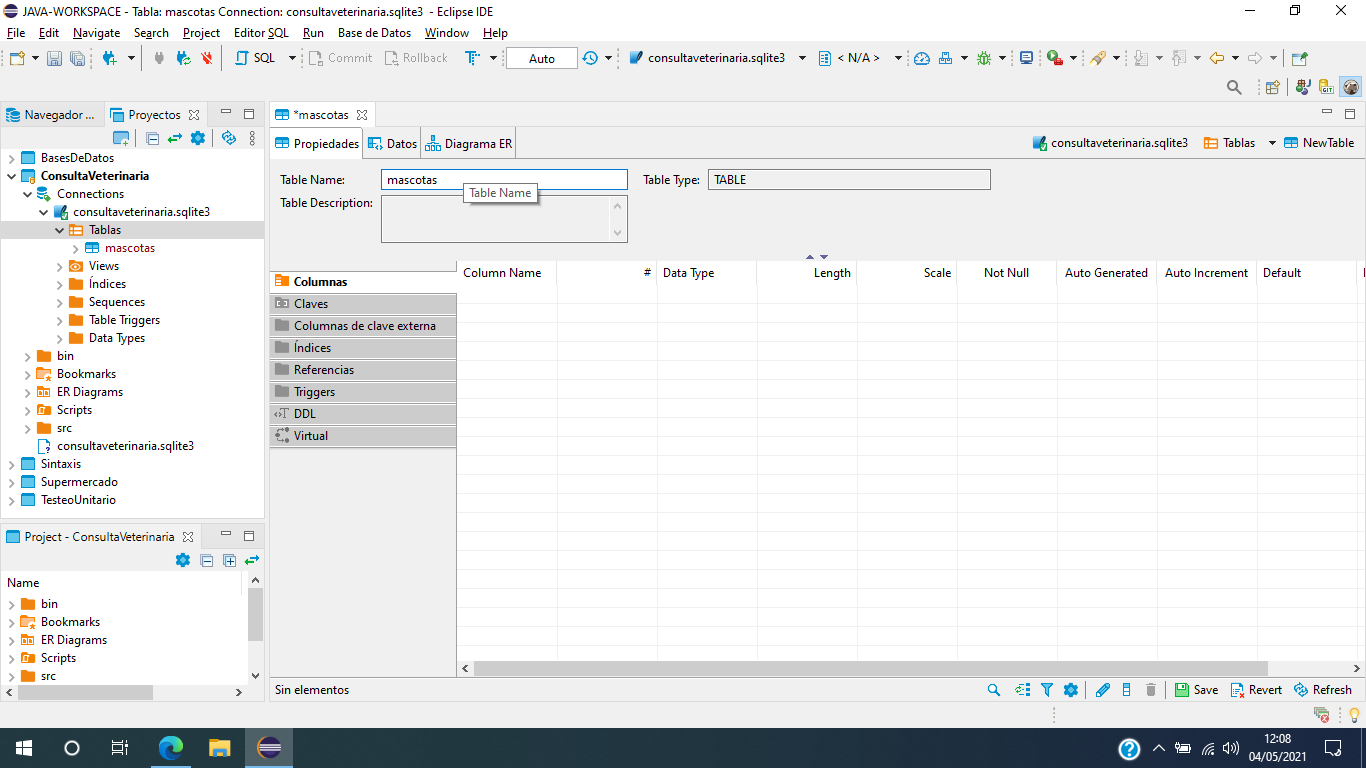 JAVA-WORKSPACE - Tabla: mascotas Connection: consultaveterinaria.sqlite3 - Eclipse IDE
File Edit Navigate Search Project Editor SQL Run Base de Datos Window Help
SQL Commit Rollback Auto consultaveterinaria.sqlite3 < N/A >
Navegador ... Proyectos
BasesDeDatos
ConsultaVeterinaria
Connections
consultaveterinaria.sqlite3
Tablas
mascotas
Views
Índices
Sequences
Table Triggers
Data Types
bin
Bookmarks
ER Diagrams
Scripts
src
consultaveterinaria.sqlite3
Sintaxis
Supermercado
TesteoUnitario
Project - ConsultaVeterinaria
Name
bin
Bookmarks
ER Diagrams
Scripts
src
*mascotas
Propiedades Datos Diagrama ER consultaveterinaria.sqlite3 Tablas NewTable
Table Name: mascotas Table Type: TABLE
Table Name
Table Description:
Columnas
Claves
Columnas de clave externa
Índices
Referencias
Triggers
DDL
Virtual
Column Name # Data Type Length Scale Not Null Auto Generated Auto Increment Default
Sin elementos Save Revert Refresh
12:08
04/05/2021